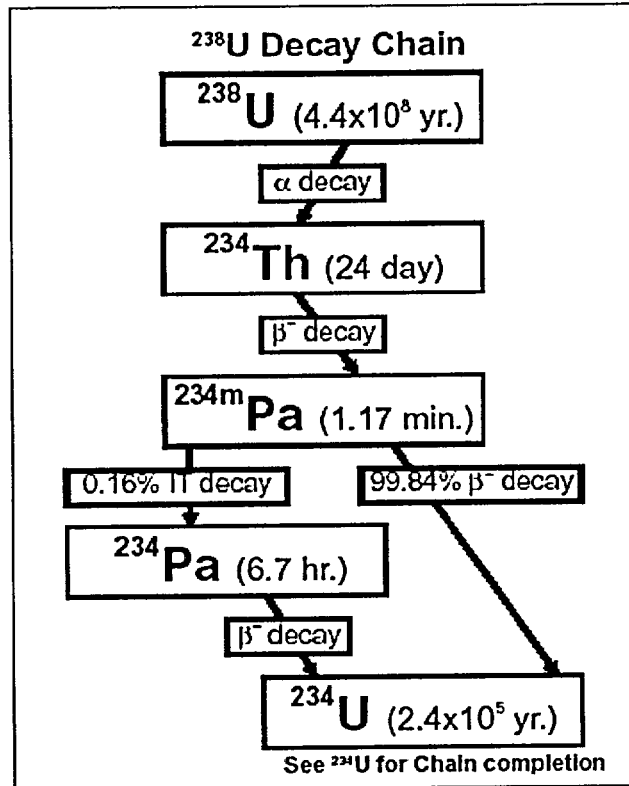 ²³⁸U Decay Chain
²³⁸U (4.4x10⁸ yr.)
α decay
²³⁴Th (24 day)
β⁻ decay
²³⁴ᵐPa (1.17 min.)
0.16% IT decay 99.84% β⁻ decay
²³⁴Pa (6.7 hr.)
β⁻ decay
²³⁴U (2.4x10⁵ yr.)
See ²³⁴U for Chain completion